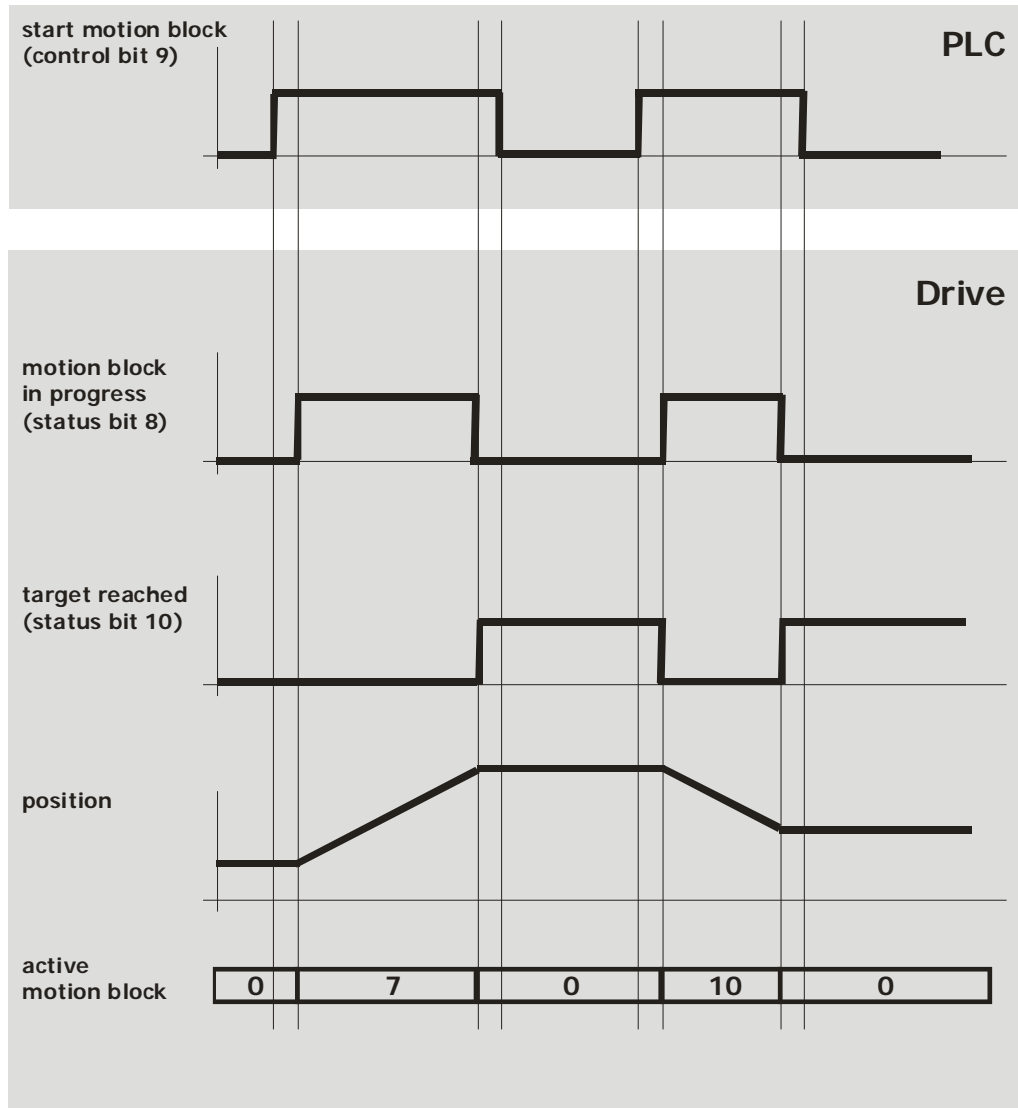 start motion block
(control bit 9)
PLC
Drive
motion block
in progress
(status bit 8)
target reached
(status bit 10)
position
active
motion block
0 7 0 10 0